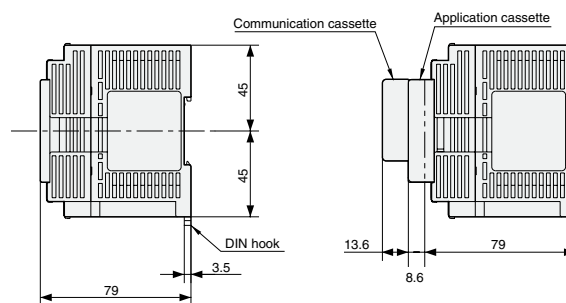 Communication cassette
Application cassette
45
45
DIN hook
3.5
79
13.6
79
8.6